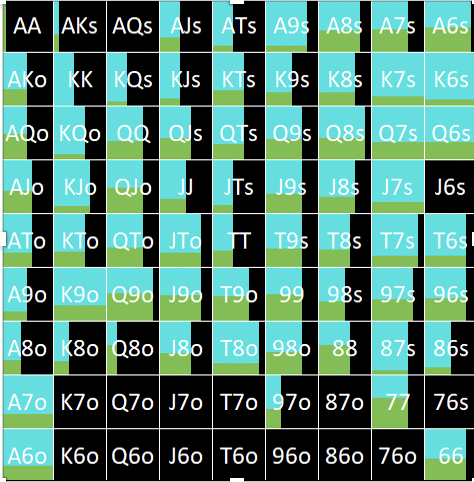 AA AKs AQs AJs ATs A9s A8s A7s A6s
AKo KK KQs KJs KTs K9s K8s K7s K6s
AQo KQo QQ QJs QTs Q9s Q8s Q7s Q6s
AJo KJo QJo JJ JTs J9s J8s J7s J6s
ATo KTo QTo JTo TT T9s T8s T7s T6s
A9o K9o Q9o J9o T9o 99 98s 97s 96s
A8o K8o Q8o J8o T8o 98o 88 87s 86s
A7o K7o Q7o J7o T7o 97o 87o 77 76s
A6o K6o Q6o J6o T6o 96o 86o 76o 66